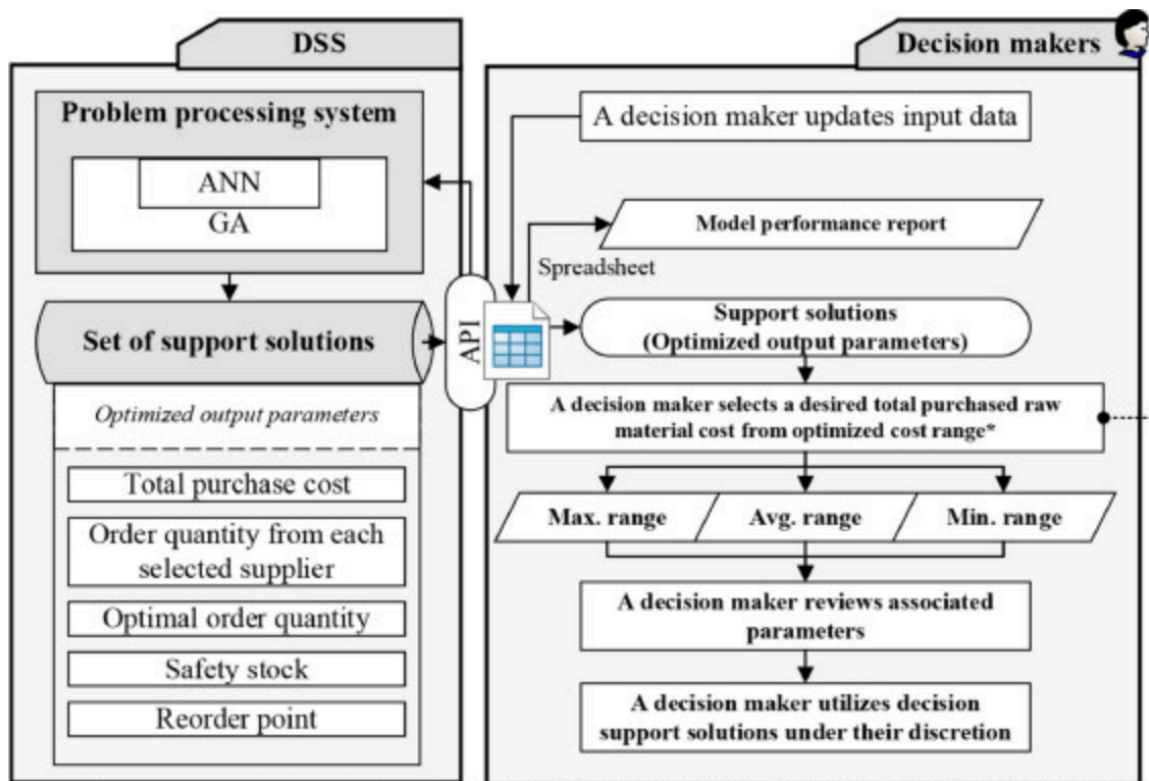 DSS
Problem processing system
ANN
GA
Set of support solutions
Optimized output parameters
Total purchase cost
Order quantity from each
selected supplier
Optimal order quantity
Safety stock
Reorder point
API
Decision makers
A decision maker updates input data
Model performance report
Spreadsheet
Support solutions
(Optimized output parameters)
A decision maker selects a desired total purchased raw
material cost from optimized cost range*
Max. range
Avg. range
Min. range
A decision maker reviews associated
parameters
A decision maker utilizes decision
support solutions under their discretion